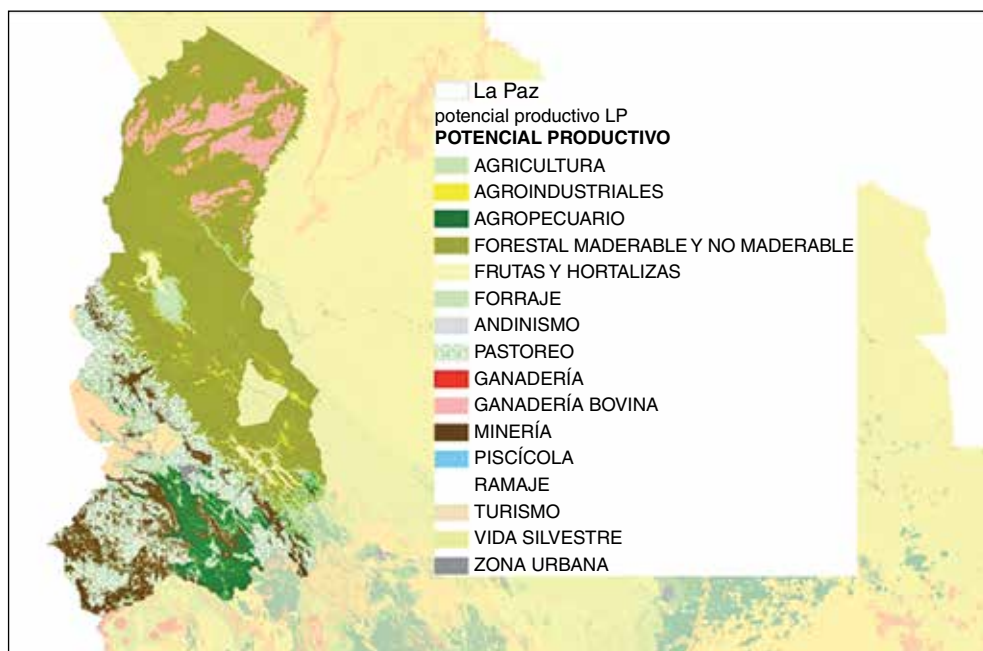 La Paz
potencial productivo LP
POTENCIAL PRODUCTIVO
AGRICULTURA
AGROINDUSTRIALES
AGROPECUARIO
FORESTAL MADERABLE Y NO MADERABLE
FRUTAS Y HORTALIZAS
FORRAJE
ANDINISMO
PASTOREO
GANADERÍA
GANADERÍA BOVINA
MINERÍA
PISCÍCOLA
RAMAJE
TURISMO
VIDA SILVESTRE
ZONA URBANA